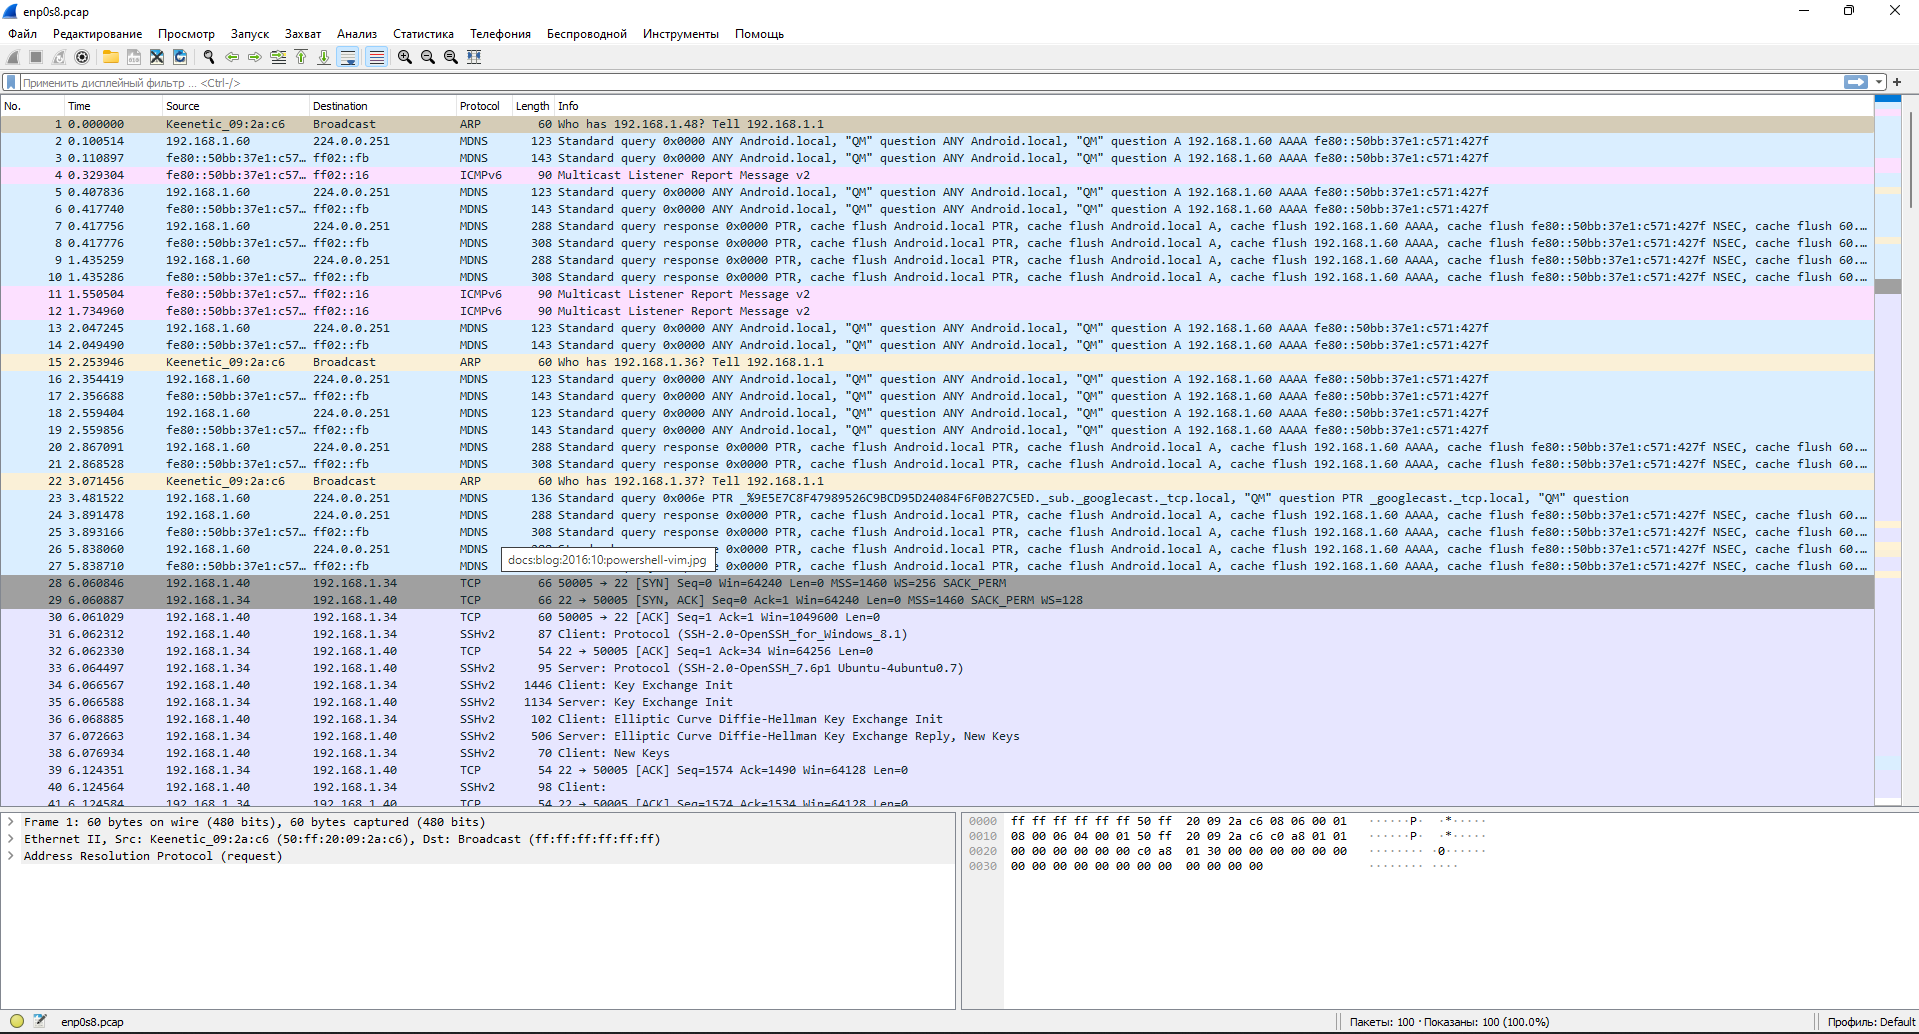 enp0s8.pcap
Файл Редактирование Просмотр Запуск Захват Анализ Статистика Телефония Беспроводной Инструменты Помощь
Применить дисплейный фильтр ... <Ctrl-/>
No. Time Source Destination Protocol Length Info
1 0.000000 Keenetic_09:2a:c6 Broadcast ARP 60 Who has 192.168.1.48? Tell 192.168.1.1
2 0.100514 192.168.1.60 224.0.0.251 MDNS 123 Standard query 0x0000 ANY Android.local, "QM" question ANY Android.local, "QM" question A 192.168.1.60 AAAA fe80::50bb:37e1:c571:427f
3 0.110897 fe80::50bb:37e1:c57… ff02::fb MDNS 143 Standard query 0x0000 ANY Android.local, "QM" question ANY Android.local, "QM" question A 192.168.1.60 AAAA fe80::50bb:37e1:c571:427f
4 0.329304 fe80::50bb:37e1:c57… ff02::16 ICMPv6 90 Multicast Listener Report Message v2
5 0.407836 192.168.1.60 224.0.0.251 MDNS 123 Standard query 0x0000 ANY Android.local, "QM" question ANY Android.local, "QM" question A 192.168.1.60 AAAA fe80::50bb:37e1:c571:427f
6 0.417740 fe80::50bb:37e1:c57… ff02::fb MDNS 143 Standard query 0x0000 ANY Android.local, "QM" question ANY Android.local, "QM" question A 192.168.1.60 AAAA fe80::50bb:37e1:c571:427f
7 0.417756 192.168.1.60 224.0.0.251 MDNS 288 Standard query response 0x0000 PTR, cache flush Android.local PTR, cache flush Android.local A, cache flush 192.168.1.60 AAAA, cache flush fe80::50bb:37e1:c571:427f NSEC, cache flush 60.…
8 0.417776 fe80::50bb:37e1:c57… ff02::fb MDNS 308 Standard query response 0x0000 PTR, cache flush Android.local PTR, cache flush Android.local A, cache flush 192.168.1.60 AAAA, cache flush fe80::50bb:37e1:c571:427f NSEC, cache flush 60.…
9 1.435259 192.168.1.60 224.0.0.251 MDNS 288 Standard query response 0x0000 PTR, cache flush Android.local PTR, cache flush Android.local A, cache flush 192.168.1.60 AAAA, cache flush fe80::50bb:37e1:c571:427f NSEC, cache flush 60.…
10 1.435286 fe80::50bb:37e1:c57… ff02::fb MDNS 308 Standard query response 0x0000 PTR, cache flush Android.local PTR, cache flush Android.local A, cache flush 192.168.1.60 AAAA, cache flush fe80::50bb:37e1:c571:427f NSEC, cache flush 60.…
11 1.550504 fe80::50bb:37e1:c57… ff02::16 ICMPv6 90 Multicast Listener Report Message v2
12 1.734960 fe80::50bb:37e1:c57… ff02::16 ICMPv6 90 Multicast Listener Report Message v2
13 2.047245 192.168.1.60 224.0.0.251 MDNS 123 Standard query 0x0000 ANY Android.local, "QM" question ANY Android.local, "QM" question A 192.168.1.60 AAAA fe80::50bb:37e1:c571:427f
14 2.049490 fe80::50bb:37e1:c57… ff02::fb MDNS 143 Standard query 0x0000 ANY Android.local, "QM" question ANY Android.local, "QM" question A 192.168.1.60 AAAA fe80::50bb:37e1:c571:427f
15 2.253946 Keenetic_09:2a:c6 Broadcast ARP 60 Who has 192.168.1.36? Tell 192.168.1.1
16 2.354419 192.168.1.60 224.0.0.251 MDNS 123 Standard query 0x0000 ANY Android.local, "QM" question ANY Android.local, "QM" question A 192.168.1.60 AAAA fe80::50bb:37e1:c571:427f
17 2.356688 fe80::50bb:37e1:c57… ff02::fb MDNS 143 Standard query 0x0000 ANY Android.local, "QM" question ANY Android.local, "QM" question A 192.168.1.60 AAAA fe80::50bb:37e1:c571:427f
18 2.559404 192.168.1.60 224.0.0.251 MDNS 123 Standard query 0x0000 ANY Android.local, "QM" question ANY Android.local, "QM" question A 192.168.1.60 AAAA fe80::50bb:37e1:c571:427f
19 2.559856 fe80::50bb:37e1:c57… ff02::fb MDNS 143 Standard query 0x0000 ANY Android.local, "QM" question ANY Android.local, "QM" question A 192.168.1.60 AAAA fe80::50bb:37e1:c571:427f
20 2.867091 192.168.1.60 224.0.0.251 MDNS 288 Standard query response 0x0000 PTR, cache flush Android.local PTR, cache flush Android.local A, cache flush 192.168.1.60 AAAA, cache flush fe80::50bb:37e1:c571:427f NSEC, cache flush 60.…
21 2.868528 fe80::50bb:37e1:c57… ff02::fb MDNS 308 Standard query response 0x0000 PTR, cache flush Android.local PTR, cache flush Android.local A, cache flush 192.168.1.60 AAAA, cache flush fe80::50bb:37e1:c571:427f NSEC, cache flush 60.…
22 3.071456 Keenetic_09:2a:c6 Broadcast ARP 60 Who has 192.168.1.37? Tell 192.168.1.1
23 3.481522 192.168.1.60 224.0.0.251 MDNS 136 Standard query 0x006e PTR _%9E5E7C8F47989526C9BCD95D24084F6F0B27C5ED._sub._googlecast._tcp.local, "QM" question PTR _googlecast._tcp.local, "QM" question
24 3.891478 192.168.1.60 224.0.0.251 MDNS 288 Standard query response 0x0000 PTR, cache flush Android.local PTR, cache flush Android.local A, cache flush 192.168.1.60 AAAA, cache flush fe80::50bb:37e1:c571:427f NSEC, cache flush 60.…
25 3.893166 fe80::50bb:37e1:c57… ff02::fb MDNS 308 Standard query response 0x0000 PTR, cache flush Android.local PTR, cache flush Android.local A, cache flush 192.168.1.60 AAAA, cache flush fe80::50bb:37e1:c571:427f NSEC, cache flush 60.…
26 5.838060 192.168.1.60 224.0.0.251 MDNS 0x0000 PTR, cache flush Android.local PTR, cache flush Android.local A, cache flush 192.168.1.60 AAAA, cache flush fe80::50bb:37e1:c571:427f NSEC, cache flush 60.…
docs:blog:2016:10:powershell-vim.jpg
27 5.838710 fe80::50bb:37e1:c57… ff02::fb MDNS 0x0000 PTR, cache flush Android.local PTR, cache flush Android.local A, cache flush 192.168.1.60 AAAA, cache flush fe80::50bb:37e1:c571:427f NSEC, cache flush 60.…
28 6.060846 192.168.1.40 192.168.1.34 TCP 66 50005 → 22 [SYN] Seq=0 Win=64240 Len=0 MSS=1460 WS=256 SACK_PERM
29 6.060887 192.168.1.34 192.168.1.40 TCP 66 22 → 50005 [SYN, ACK] Seq=0 Ack=1 Win=64240 Len=0 MSS=1460 SACK_PERM WS=128
30 6.061029 192.168.1.40 192.168.1.34 TCP 60 50005 → 22 [ACK] Seq=1 Ack=1 Win=1049600 Len=0
31 6.062312 192.168.1.40 192.168.1.34 SSHv2 87 Client: Protocol (SSH-2.0-OpenSSH_for_Windows_8.1)
32 6.062330 192.168.1.34 192.168.1.40 TCP 54 22 → 50005 [ACK] Seq=1 Ack=34 Win=64256 Len=0
33 6.064497 192.168.1.34 192.168.1.40 SSHv2 95 Server: Protocol (SSH-2.0-OpenSSH_7.6p1 Ubuntu-4ubuntu0.7)
34 6.066567 192.168.1.40 192.168.1.34 SSHv2 1446 Client: Key Exchange Init
35 6.066588 192.168.1.34 192.168.1.40 SSHv2 1134 Server: Key Exchange Init
36 6.068885 192.168.1.40 192.168.1.34 SSHv2 102 Client: Elliptic Curve Diffie-Hellman Key Exchange Init
37 6.072663 192.168.1.34 192.168.1.40 SSHv2 506 Server: Elliptic Curve Diffie-Hellman Key Exchange Reply, New Keys
38 6.076934 192.168.1.40 192.168.1.34 SSHv2 70 Client: New Keys
39 6.124351 192.168.1.34 192.168.1.40 TCP 54 22 → 50005 [ACK] Seq=1574 Ack=1490 Win=64128 Len=0
40 6.124564 192.168.1.40 192.168.1.34 SSHv2 98 Client:
41 6.124584 192.168.1.34 192.168.1.40 TCP 54 22 → 50005 [ACK] Seq=1574 Ack=1534 Win=64128 Len=0
Frame 1: 60 bytes on wire (480 bits), 60 bytes captured (480 bits)
Ethernet II, Src: Keenetic_09:2a:c6 (50:ff:20:09:2a:c6), Dst: Broadcast (ff:ff:ff:ff:ff:ff)
Address Resolution Protocol (request)
0000 ff ff ff ff ff ff 50 ff 20 09 2a c6 08 06 00 01 ······P· ·*·····
0010 08 00 06 04 00 01 50 ff 20 09 2a c6 c0 a8 01 01 ······P· ·*·····
0020 00 00 00 00 00 00 c0 a8 01 30 00 00 00 00 00 00 ········ ·0······
0030 00 00 00 00 00 00 00 00 00 00 00 00 ········ ····
enp0s8.pcap
Пакеты: 100 · Показаны: 100 (100.0%)
Профиль: Default